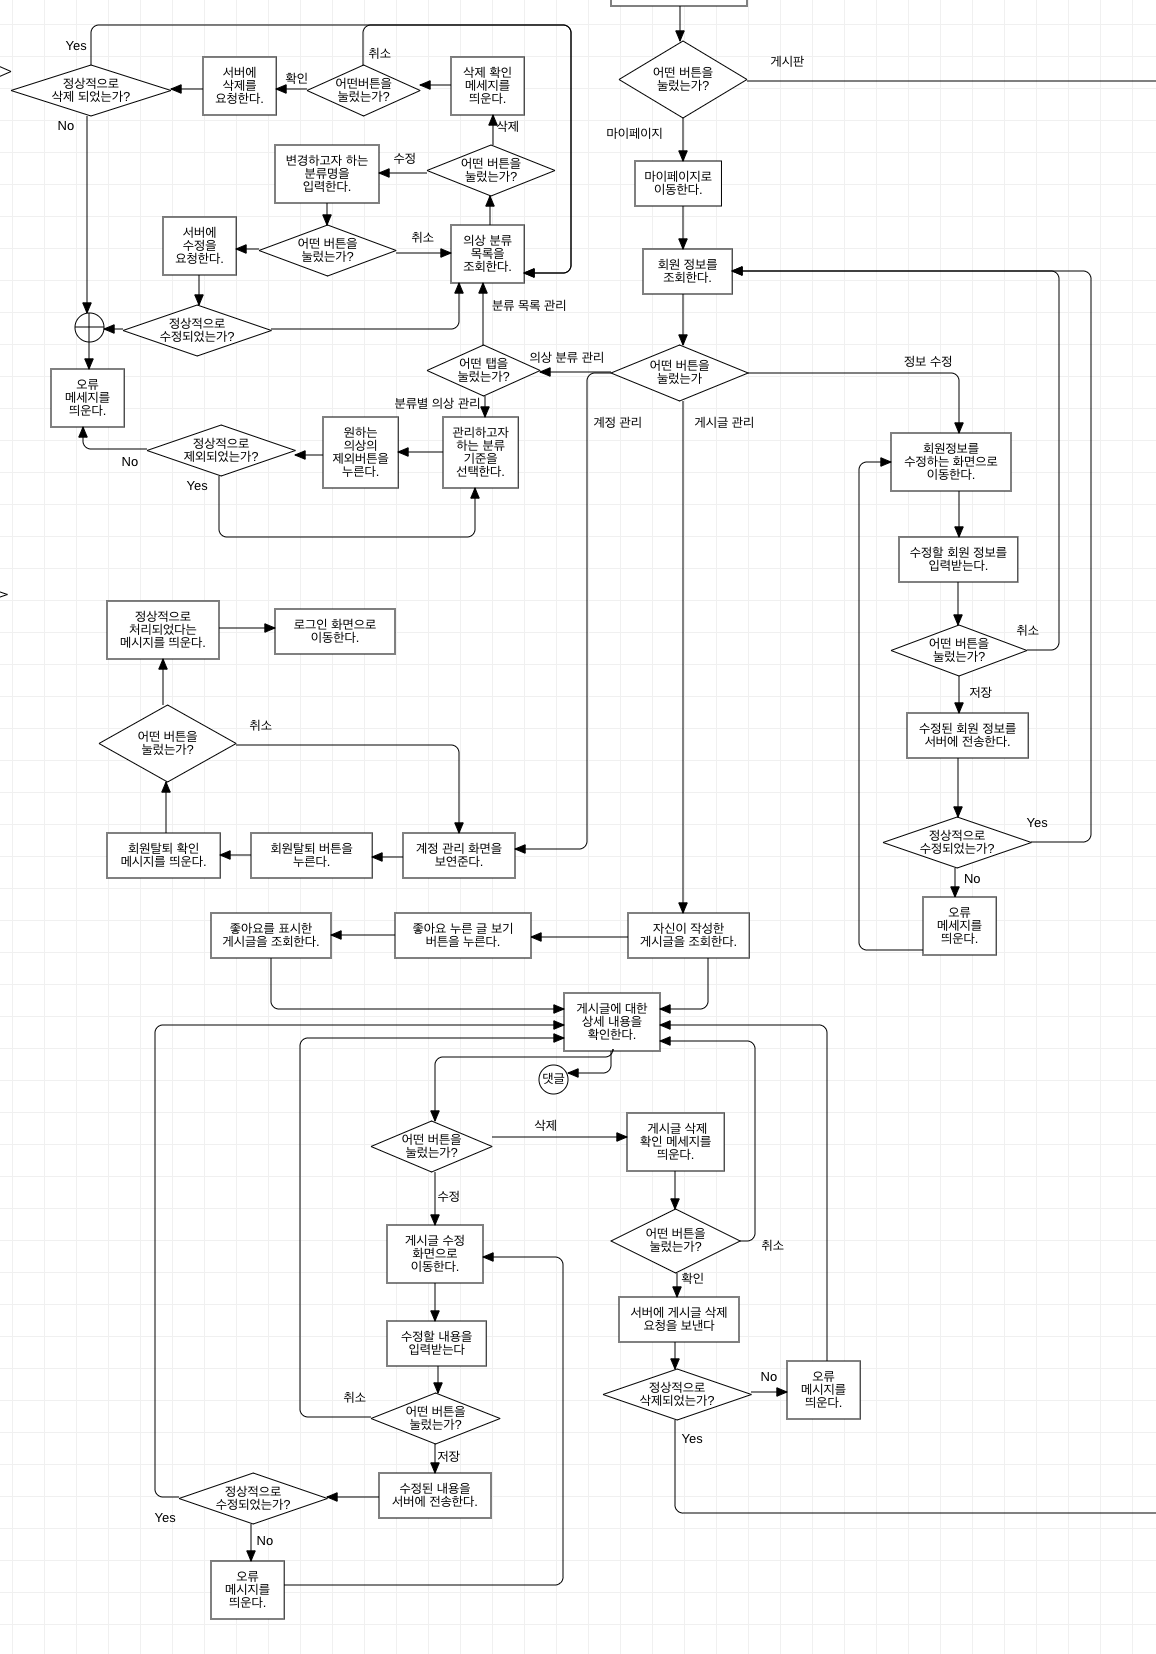 Yes
취소
정상적으로
삭제 되었는가?
서버에
삭제를
요청한다.
확인
어떤버튼을
눌렀는가?
삭제 확인
메세지를
띄운다.
어떤 버튼을
눌렀는가?
게시판
No
삭제
마이페이지
변경하고자 하는
분류명을
입력한다.
수정
어떤 버튼을
눌렀는가?
마이페이지로
이동한다.
서버에
수정을
요청한다.
어떤 버튼을
눌렀는가?
취소
의상 분류
목록을
조회한다.
회원 정보를
조회한다.
정상적으로
수정되었는가?
분류 목록 관리
오류
메세지를
띄운다.
어떤 탭을
눌렀는가?
의상 분류 관리
어떤 버튼을
눌렀는가
정보 수정
분류별 의상 관리
계정 관리
게시글 관리
정상적으로
제외되었는가?
No
Yes
원하는
의상의
제외버튼을
누른다.
관리하고자
하는 분류
기준을
선택한다.
회원정보를
수정하는 화면으로
이동한다.
수정할 회원 정보를
입력받는다.
정상적으로
처리되었다는
메시지를 띄운다.
로그인 화면으로
이동한다.
어떤 버튼을
눌렀는가?
취소
저장
어떤 버튼을
눌렀는가?
취소
수정된 회원 정보를
서버에 전송한다.
회원탈퇴 확인
메시지를 띄운다.
회원탈퇴 버튼을
누른다.
계정 관리 화면을
보연준다.
정상적으로
수정되었는가?
Yes
No
좋아요를 표시한
게시글을 조회한다.
좋아요 누른 글 보기
버튼을 누른다.
자신이 작성한
게시글을 조회한다.
오류
메세지를
띄운다.
게시글에 대한
상세 내용을
확인한다.
댓글
어떤 버튼을
눌렀는가?
삭제
게시글 삭제
확인 메세지를
띄운다.
수정
게시글 수정
화면으로
이동한다.
어떤 버튼을
눌렀는가?
취소
확인
수정할 내용을
입력받는다
서버에 게시글 삭제
요청을 보낸다
취소
어떤 버튼을
눌렀는가?
정상적으로
삭제되었는가?
No
오류
메시지를
띄운다.
Yes
저장
정상적으로
수정되었는가?
수정된 내용을
서버에 전송한다.
Yes
No
오류
메시지를
띄운다.